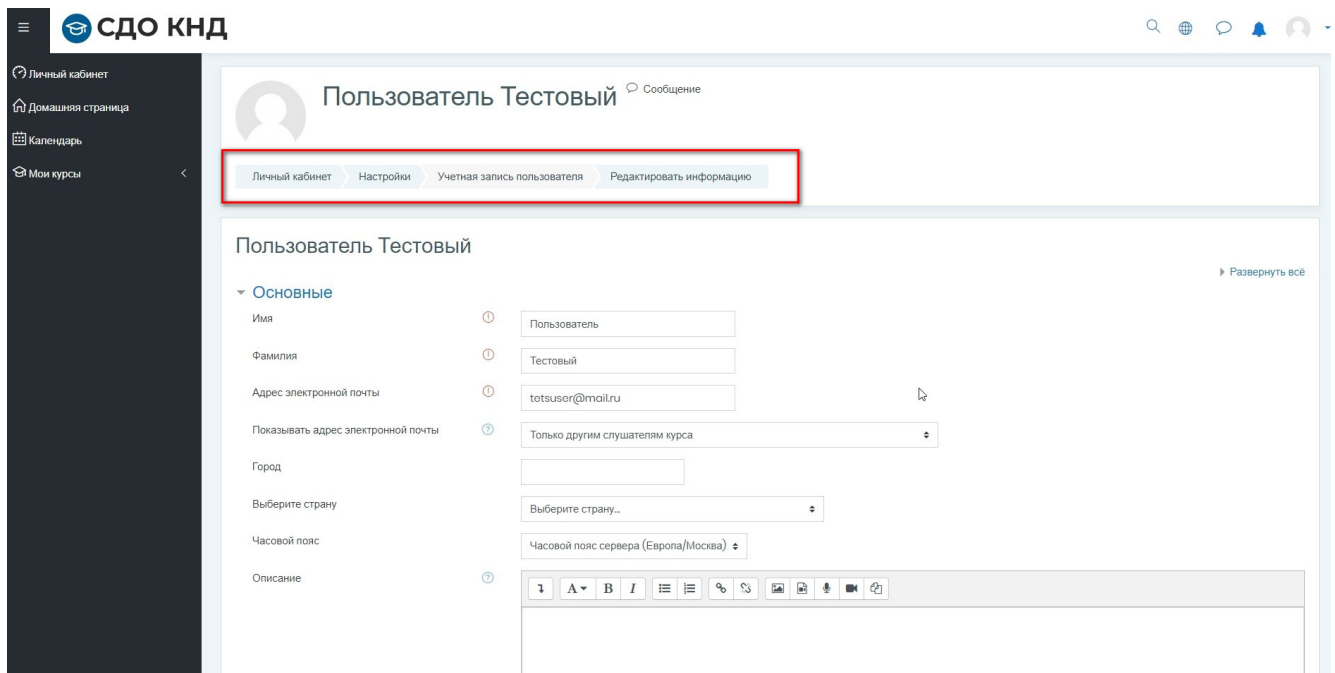 СДО КНД
Личный кабинет
Домашняя страница
Календарь
Мои курсы
Пользователь Тестовый Сообщение
Личный кабинет Настройки Учетная запись пользователя Редактировать информацию
Пользователь Тестовый
Развернуть всё
Основные
Имя Пользователь
Фамилия Тестовый
Адрес электронной почты tetsuser@mail.ru
Показывать адрес электронной почты Только другим слушателям курса
Город
Выберите страну Выберите страну...
Часовой пояс Часовой пояс сервера (Европа/Москва)
Описание A B I